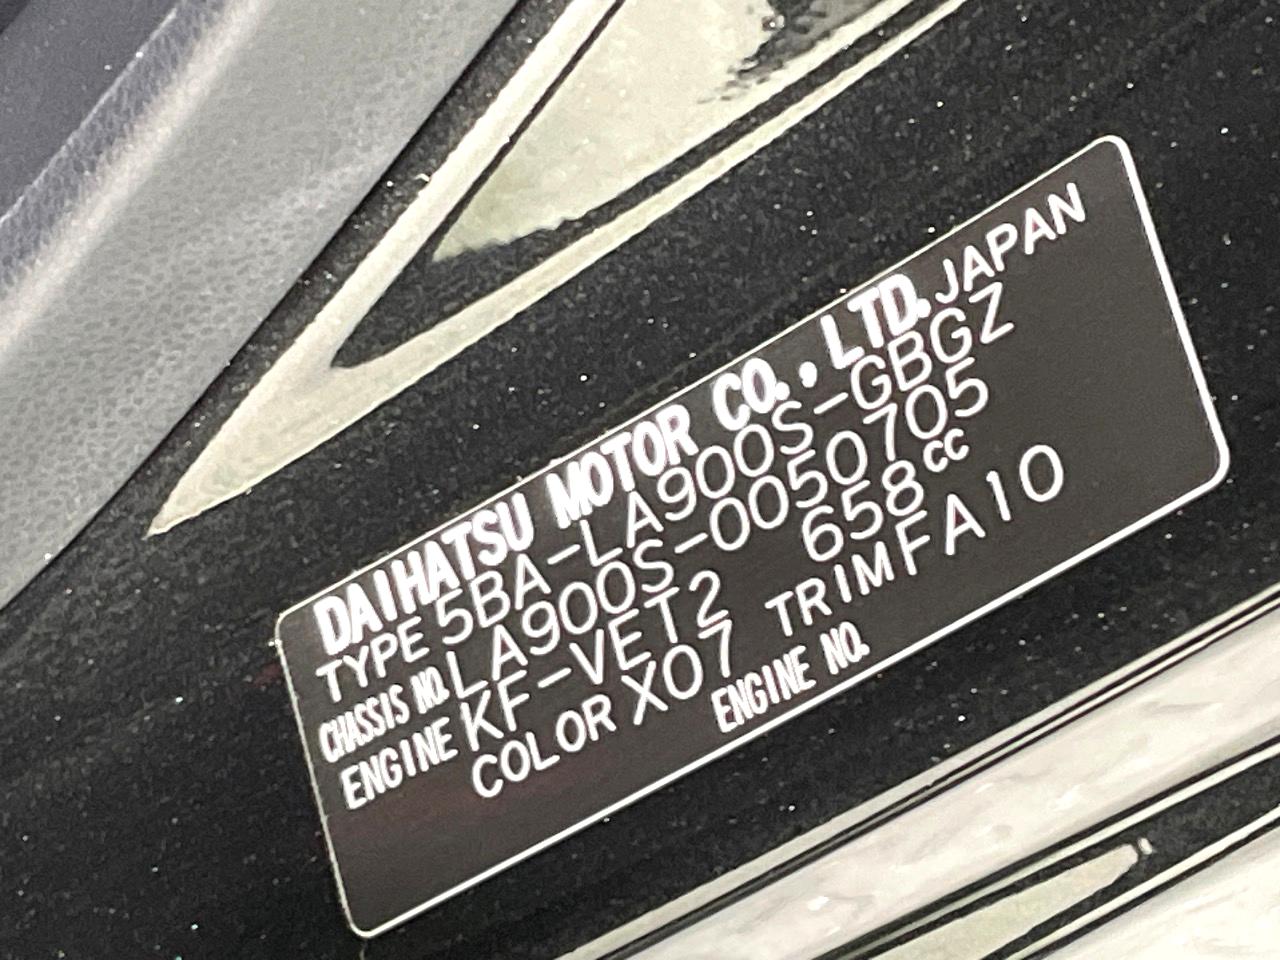 DAIHATSU MOTOR CO., LTD. JAPAN
TYPE 5BA-LA900S-GBGZ
CHASSIS NO. LA900S-0050705
ENGINE KF-VET2 658cc
COLOR X07 TRIM FA10
ENGINE NO.